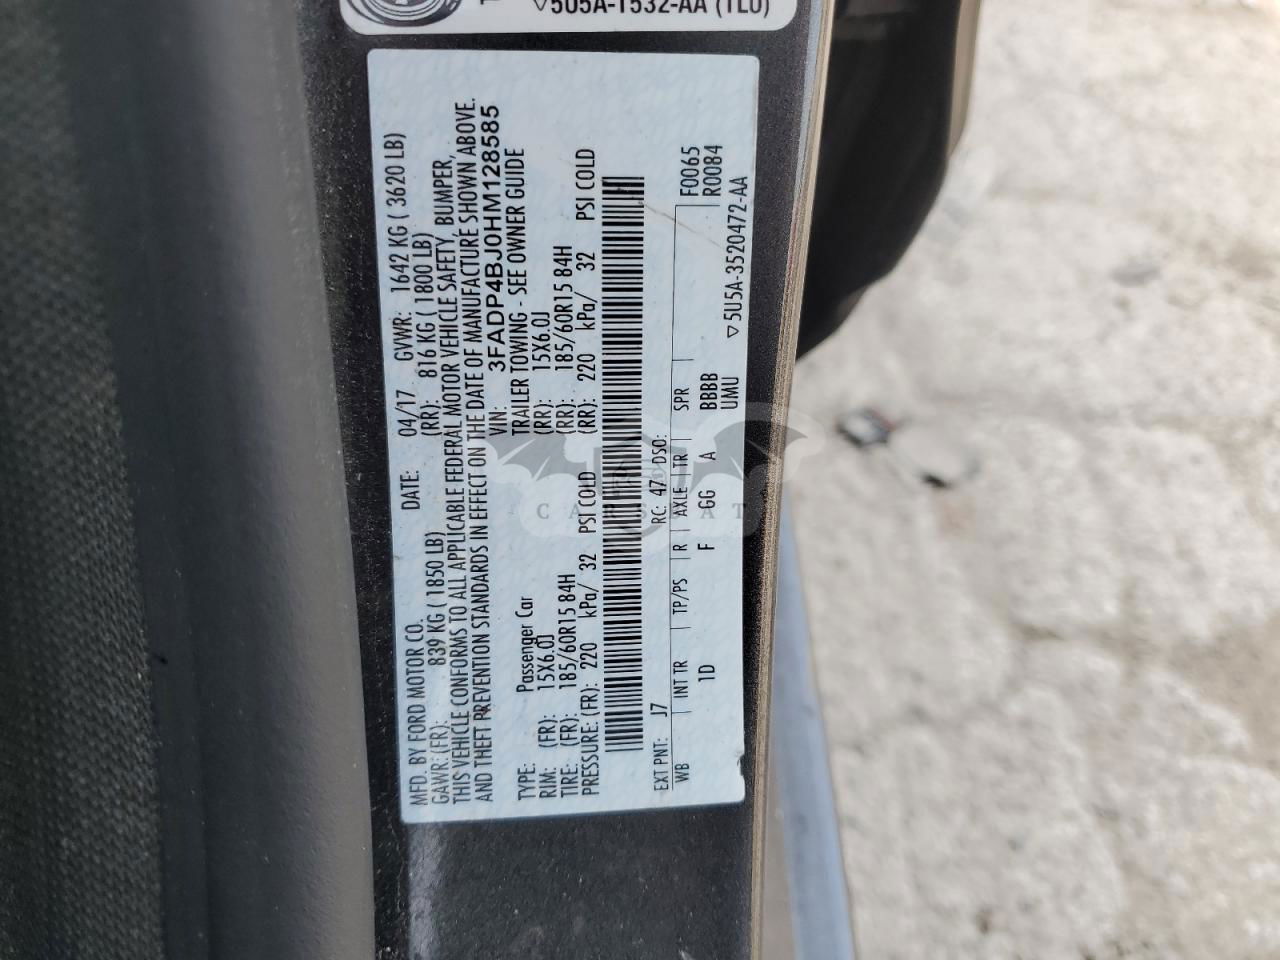 5U5A-1532-AA (TL0)
MFD. BY FORD MOTOR CO.
DATE: 04/17 GVWR: 1642 KG ( 3620 LB)
GAWR:(FR): 839 KG ( 1850 LB) (RR): 816 KG ( 1800 LB)
THIS VEHICLE CONFORMS TO ALL APPLICABLE FEDERAL MOTOR VEHICLE SAFETY, BUMPER,
AND THEFT PREVENTION STANDARDS IN EFFECT ON THE DATE OF MANUFACTURE SHOWN ABOVE.
VIN: 3FADP4BJ0HM128585
TYPE: Passenger Car TRAILER TOWING - SEE OWNER GUIDE
RIM: (FR): 15X6.0J (RR): 15X6.0J
TIRE: (FR): 185/60R15 84H (RR): 185/60R15 84H
PRESSURE: (FR): 220 kPa/ 32 PSI COLD (RR): 220 kPa/ 32 PSI COLD
EXT PNT: J7 RC: 47 DSO:
WB INT TR TP/PS R AXLE TR SPR F0065
1D F GG A BBBB R0084
UMU
5U5A-3520472-AA